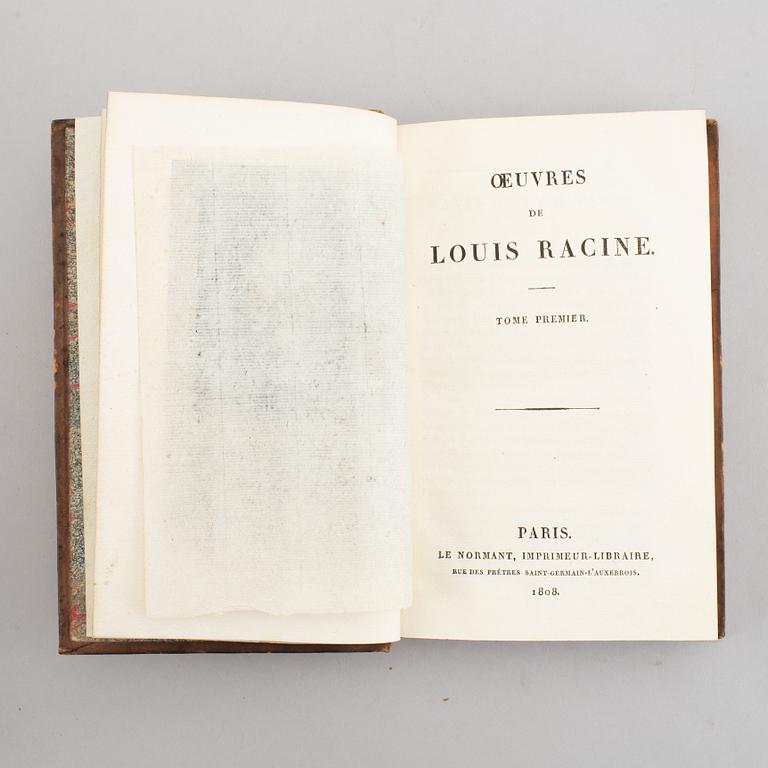 ŒUVRES
DE
LOUIS RACINE.
TOME PREMIER.
PARIS.
LE NORMANT, IMPRIMEUR-LIBRAIRE,
RUE DES PRÊTRES SAINT-GERMAIN-L'AUXERROIS.
1808.